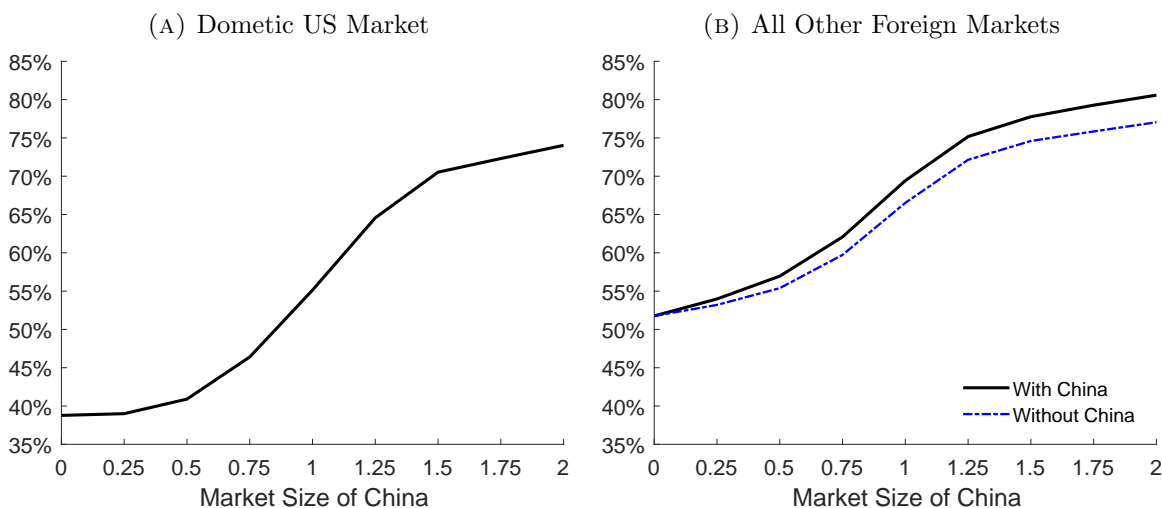 (A) Dometic US Market
85%
80%
75%
70%
65%
60%
55%
50%
45%
40%
35%
0 0.25 0.5 0.75 1 1.25 1.5 1.75 2
Market Size of China
(B) All Other Foreign Markets
85%
80%
75%
70%
65%
60%
55%
50%
45%
40%
35%
With China
Without China
0 0.25 0.5 0.75 1 1.25 1.5 1.75 2
Market Size of China